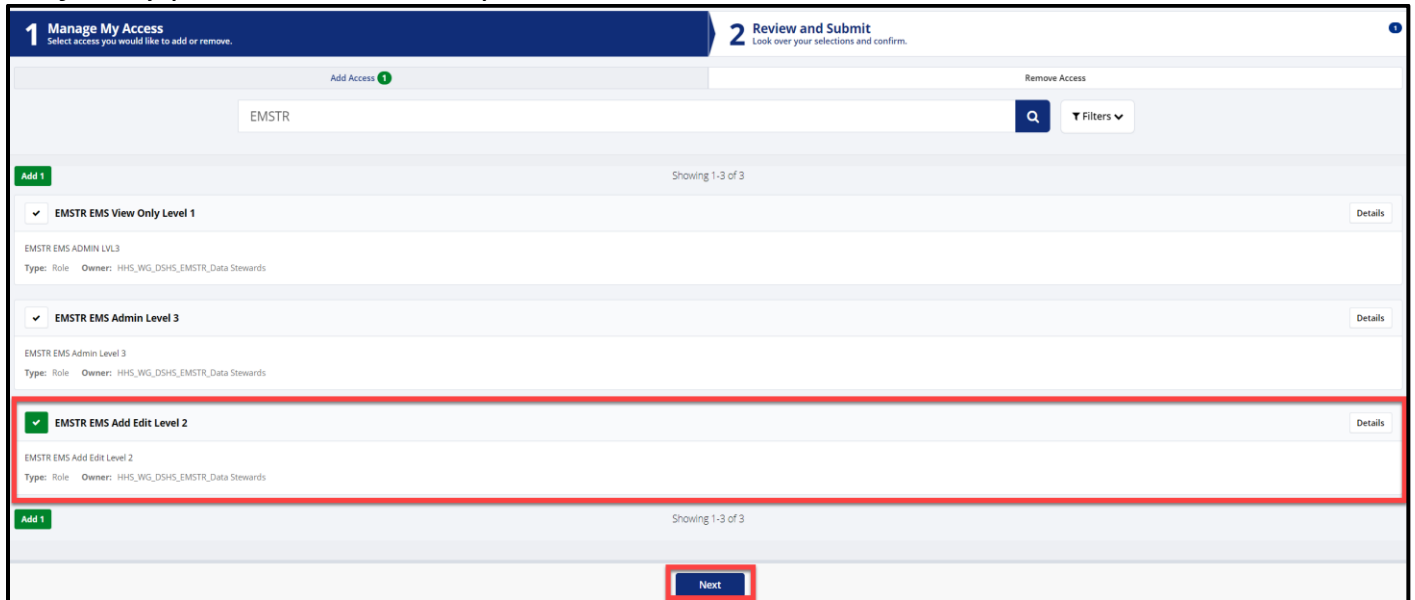 1 Manage My Access
Select access you would like to add or remove.
2 Review and Submit
Look over your selections and confirm.
1
Add Access 1
Remove Access
EMSTR
Filters
Add 1
Showing 1-3 of 3
EMSTR EMS View Only Level 1
Details
EMSTR EMS ADMIN LVL3
Type: Role Owner: HHS_WG_DSHS_EMSTR_Data Stewards
EMSTR EMS Admin Level 3
Details
EMSTR EMS Admin Level 3
Type: Role Owner: HHS_WG_DSHS_EMSTR_Data Stewards
EMSTR EMS Add Edit Level 2
Details
EMSTR EMS Add Edit Level 2
Type: Role Owner: HHS_WG_DSHS_EMSTR_Data Stewards
Add 1
Showing 1-3 of 3
Next